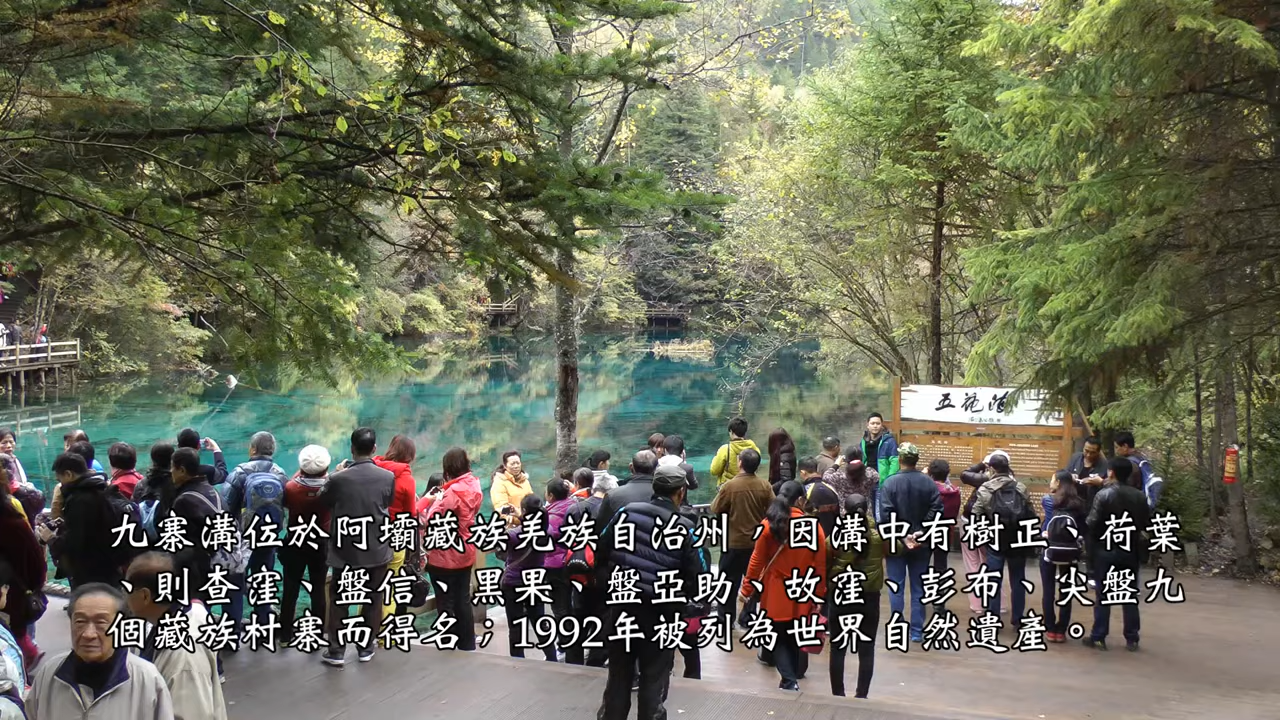 五花海
九寨溝位於阿壩藏族羌族自治州，因溝中有樹正、荷葉
、則查窪、盤信、黑果、盤亞助、故窪、彭布、尖盤九
個藏族村寨而得名；1992年被列為世界自然遺產。